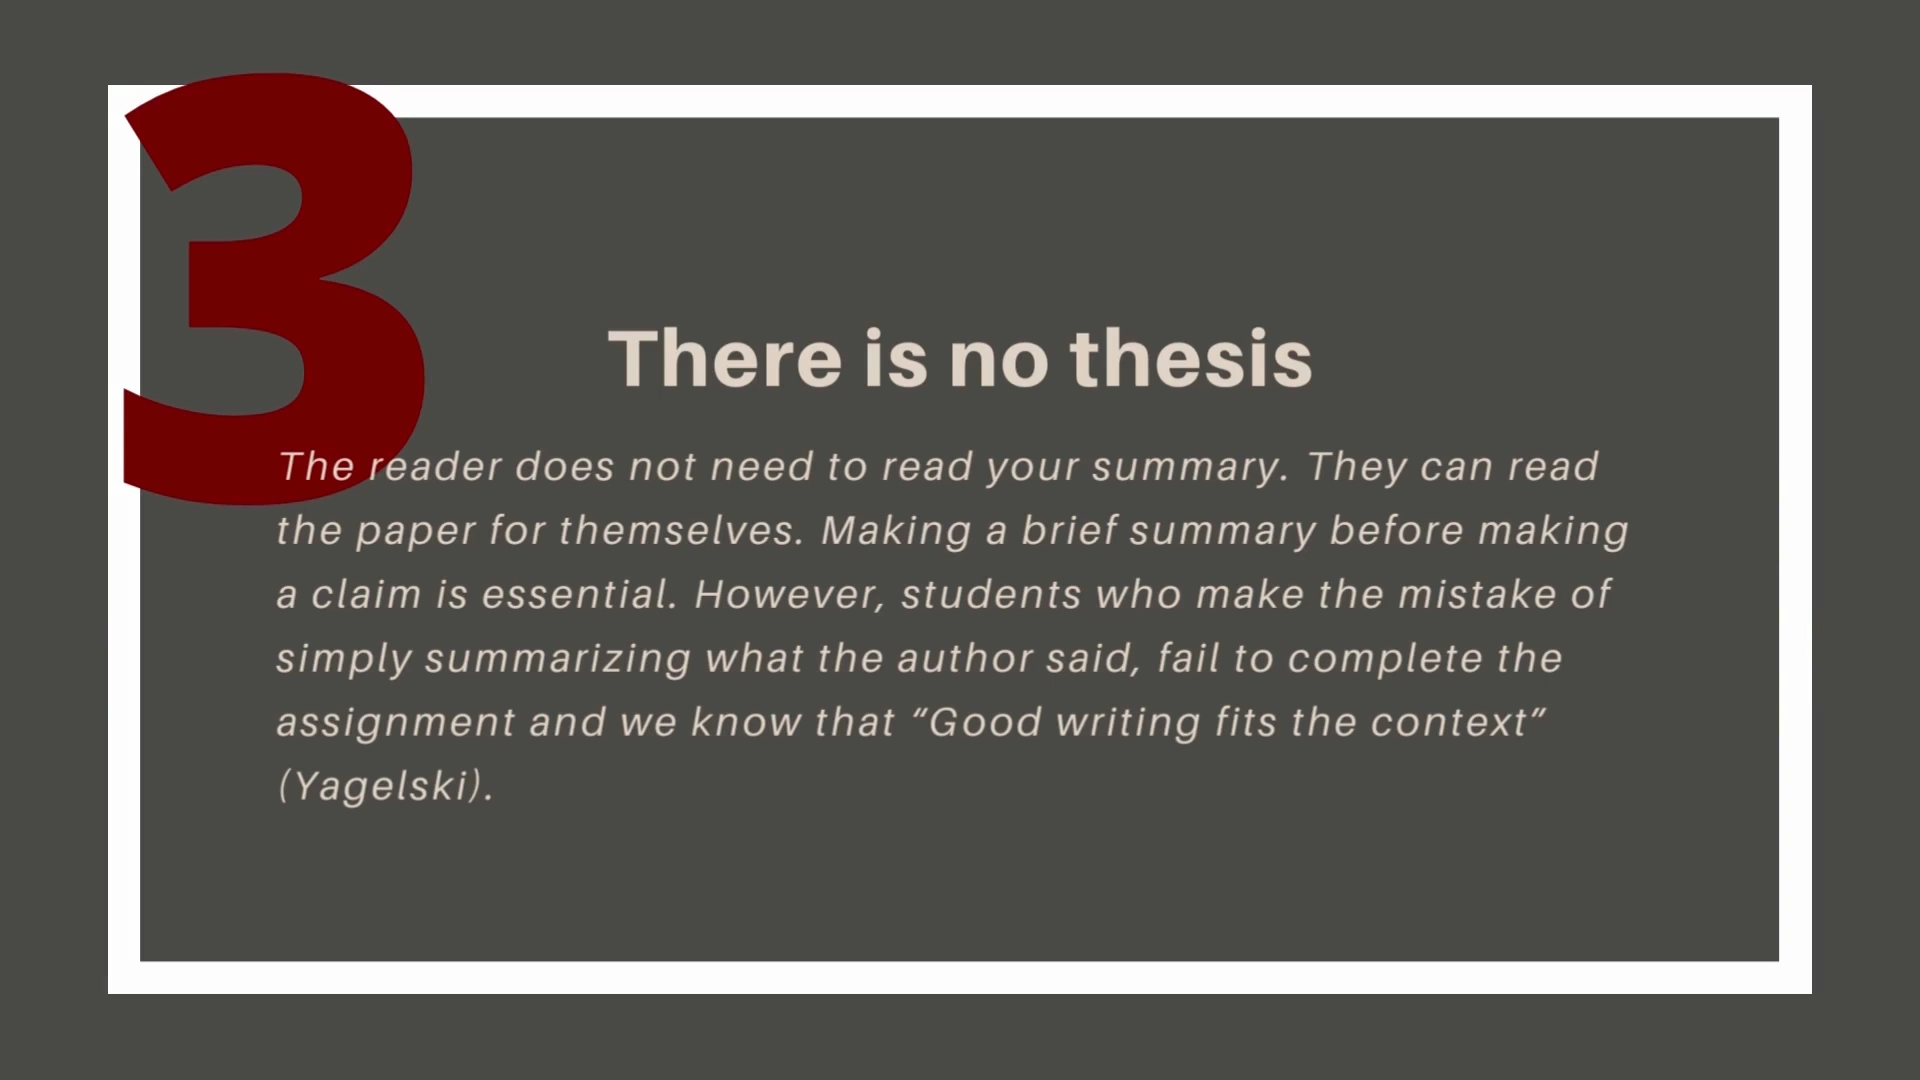 3
There is no thesis
The reader does not need to read your summary. They can read
the paper for themselves. Making a brief summary before making
a claim is essential. However, students who make the mistake of
simply summarizing what the author said, fail to complete the
assignment and we know that “Good writing fits the context”
(Yagelski).